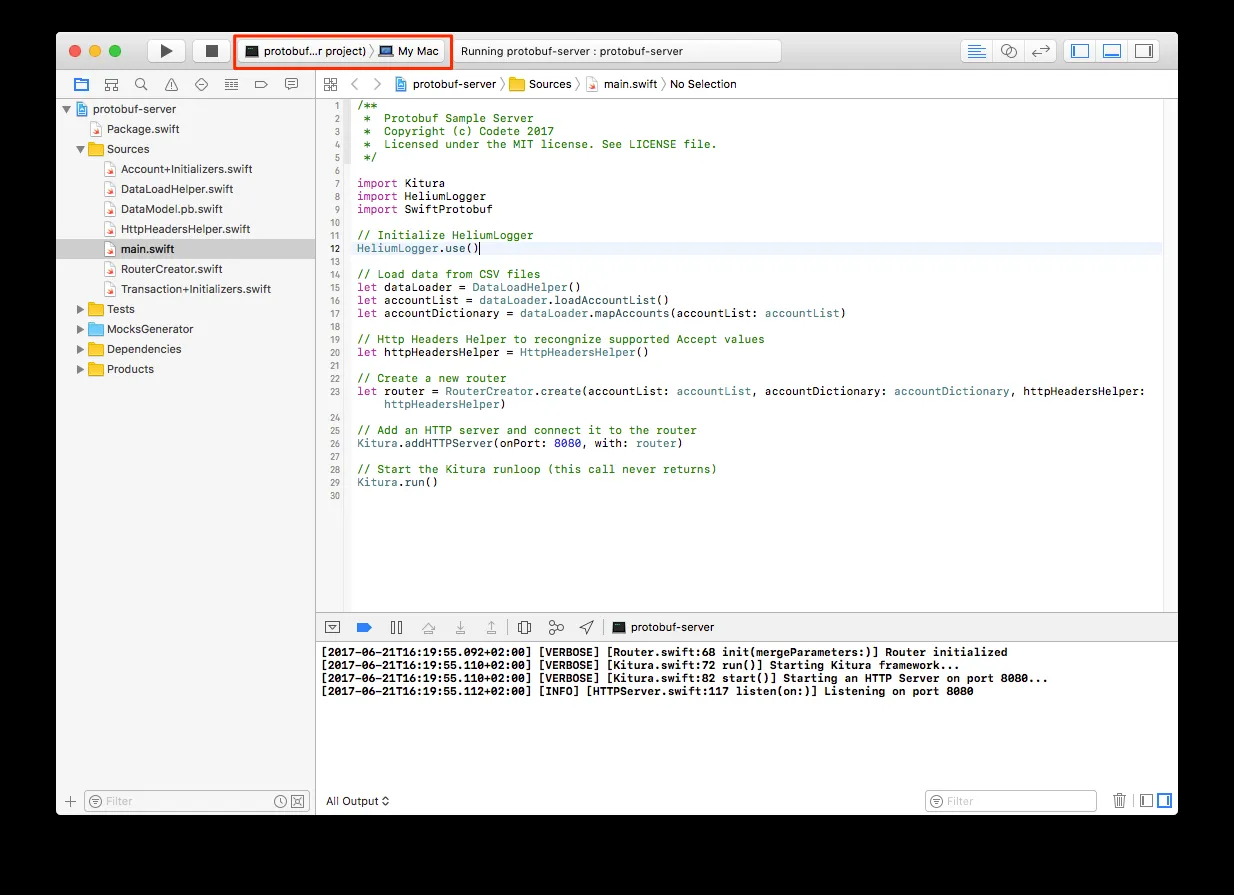 protobuf...r project) My Mac
Running protobuf-server : protobuf-server
protobuf-server Sources main.swift No Selection
protobuf-server
Package.swift
Sources
Account+Initializers.swift
DataLoadHelper.swift
DataModel.pb.swift
HttpHeadersHelper.swift
main.swift
RouterCreator.swift
Transaction+Initializers.swift
Tests
MocksGenerator
Dependencies
Products
1 /**
2  *  Protobuf Sample Server
3  *  Copyright (c) Codete 2017
4  *  Licensed under the MIT license. See LICENSE file.
5  */
6
7 import Kitura
8 import HeliumLogger
9 import SwiftProtobuf
10
11 // Initialize HeliumLogger
12 HeliumLogger.use()
13
14 // Load data from CSV files
15 let dataLoader = DataLoadHelper()
16 let accountList = dataLoader.loadAccountList()
17 let accountDictionary = dataLoader.mapAccounts(accountList: accountList)
18
19 // Http Headers Helper to recongnize supported Accept values
20 let httpHeadersHelper = HttpHeadersHelper()
21
22 // Create a new router
23 let router = RouterCreator.create(accountList: accountList, accountDictionary: accountDictionary, httpHeadersHelper:
httpHeadersHelper)
24
25 // Add an HTTP server and connect it to the router
26 Kitura.addHTTPServer(onPort: 8080, with: router)
27
28 // Start the Kitura runloop (this call never returns)
29 Kitura.run()
30
protobuf-server
[2017-06-21T16:19:55.092+02:00] [VERBOSE] [Router.swift:68 init(mergeParameters:)] Router initialized
[2017-06-21T16:19:55.110+02:00] [VERBOSE] [Kitura.swift:72 run()] Starting Kitura framework...
[2017-06-21T16:19:55.110+02:00] [VERBOSE] [Kitura.swift:82 start()] Starting an HTTP Server on port 8080...
[2017-06-21T16:19:55.112+02:00] [INFO] [HTTPServer.swift:117 listen(on:)] Listening on port 8080
Filter
All Output
Filter